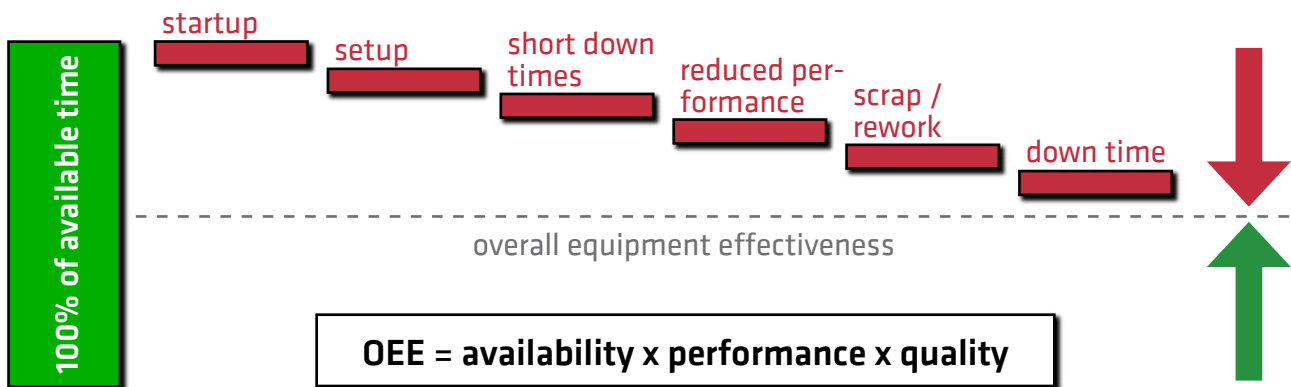 100% of available time
startup
setup
short down
times
reduced per-
formance
scrap /
rework
down time
overall equipment effectiveness
OEE = availability x performance x quality